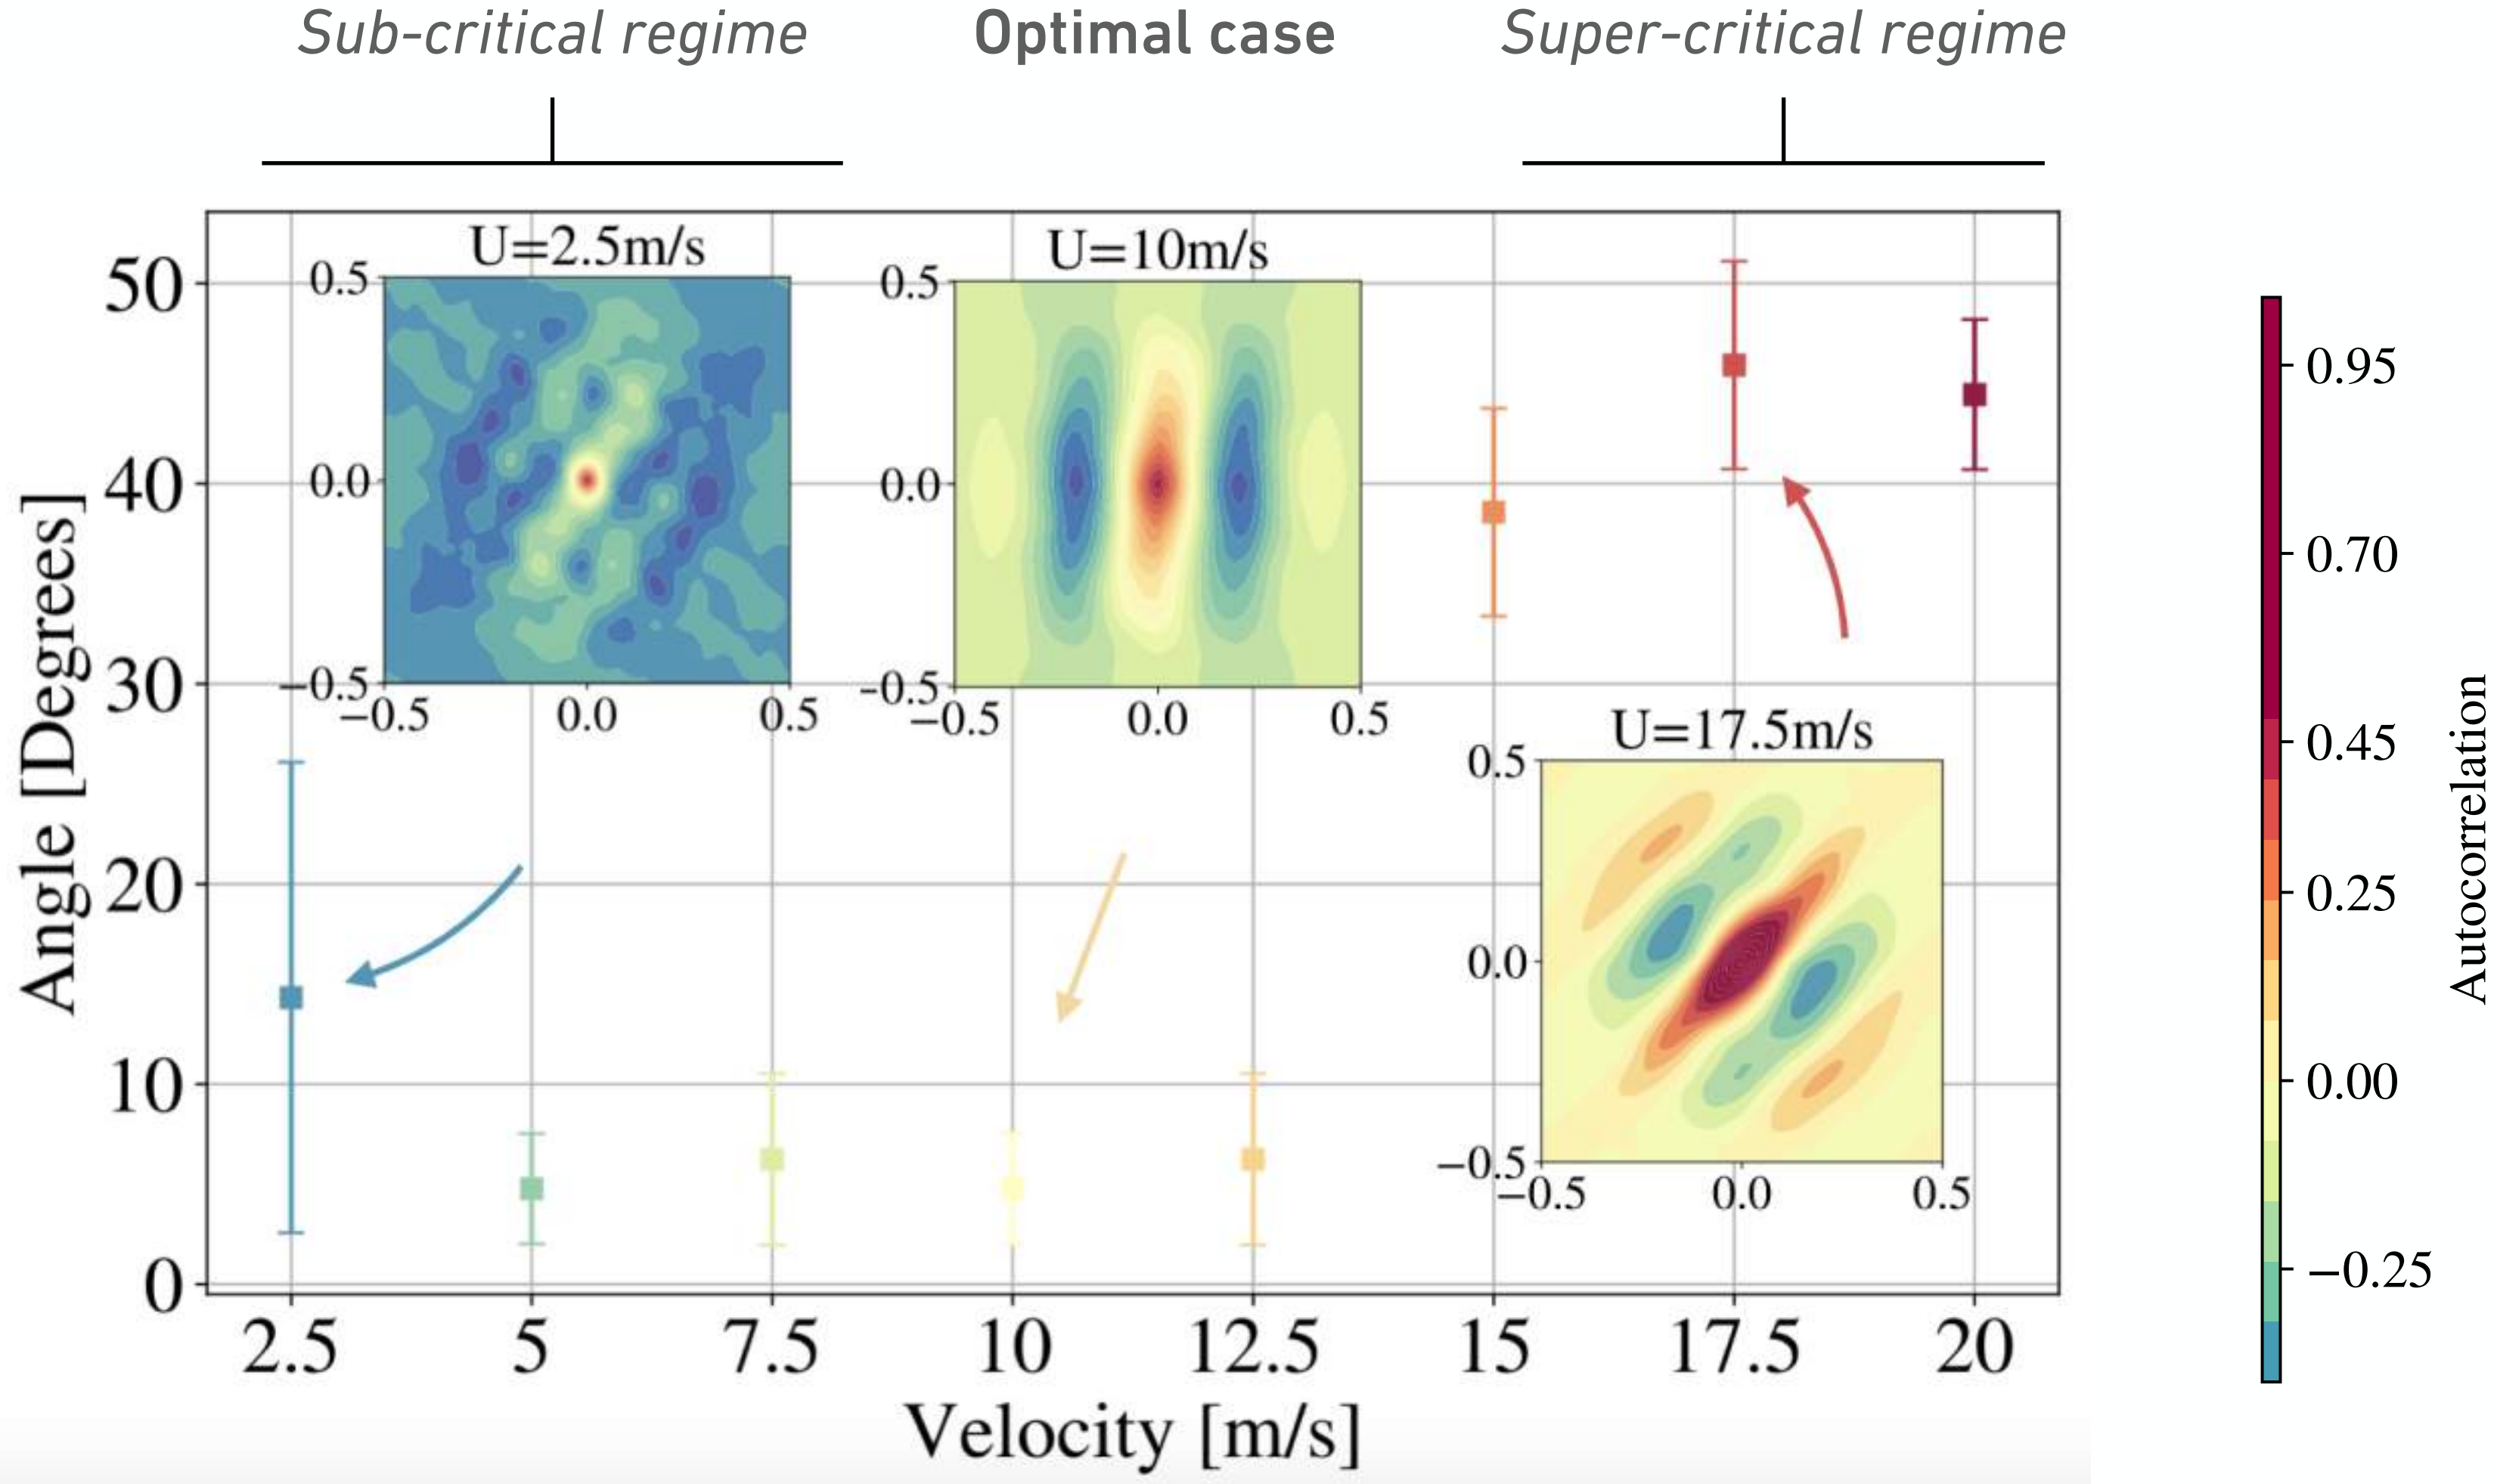 Sub-critical regime
Optimal case
Super-critical regime
U=2.5m/s
0.5
0.0
−0.5
−0.5 0.0 0.5
U=10m/s
0.5
0.0
-0.5
−0.5 0.0 0.5
U=17.5m/s
0.5
0.0
−0.5
−0.5 0.0 0.5
Angle [Degrees]
50
40
30
20
10
0
2.5 5 7.5 10 12.5 15 17.5 20
Velocity [m/s]
0.95
0.70
0.45
0.25
0.00
−0.25
Autocorrelation